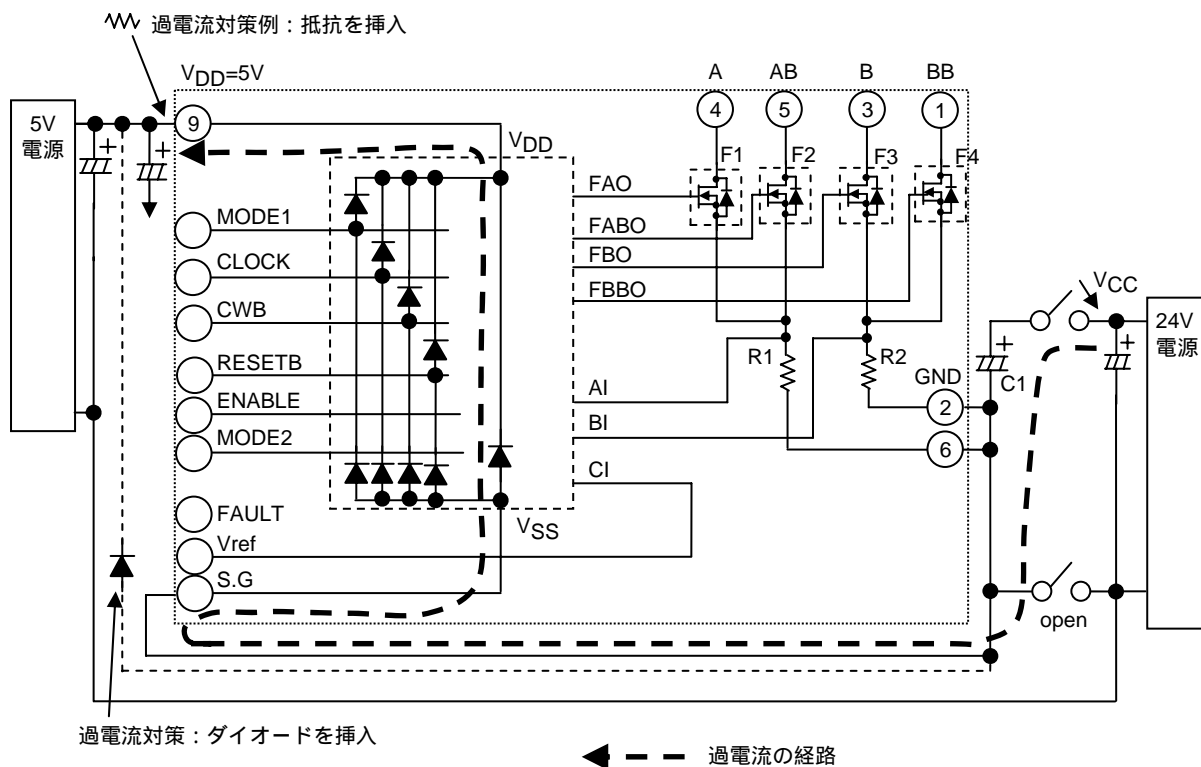 過電流対策例：抵抗を挿入
VDD=5V
A
AB
B
BB
4
5
3
1
5V
電源
9
VDD
F1
F2
F3
F4
FAO
MODE1
FABO
CLOCK
FBO
VCC
FBBO
CWB
24V
電源
R1
R2
RESETB
GND
C1
AI
2
ENABLE
BI
MODE2
6
CI
FAULT
VSS
Vref
S.G
open
過電流対策：ダイオードを挿入
過電流の経路